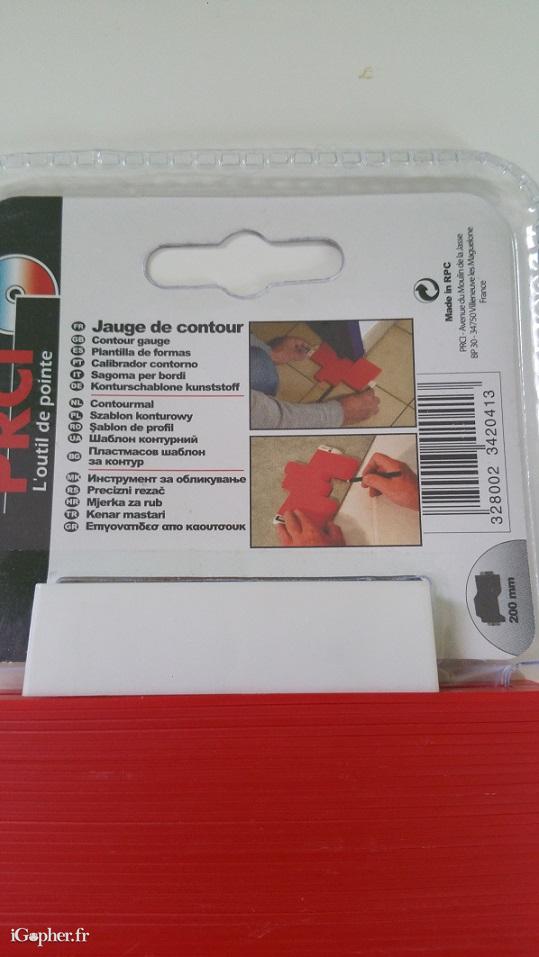 PRCI
L'outil de pointe
FR Jauge de contour
GB Contour gauge
ES Plantilla de formas
PT Calibrador contorno
IT Sagoma per bordi
DE Konturschablone kunststoff
NL Contourmal
PL Szablon konturowy
RO Şablon de profil
UA Шаблон контурний
BG Пластмасов шаблон
за контур
MK Инструмент за обликување
RS Precizni rezač
HR Mjerka za rub
TR Kenar mastari
GR Επιγονατιδεσ απο καουτσουκ
Made in RPC
PRCI - Avenue du Moulin de la Jasse
BP 30 - 34750 Villeneuve les Maguelone
France
328002 3420413
200 mm
iGopher.fr